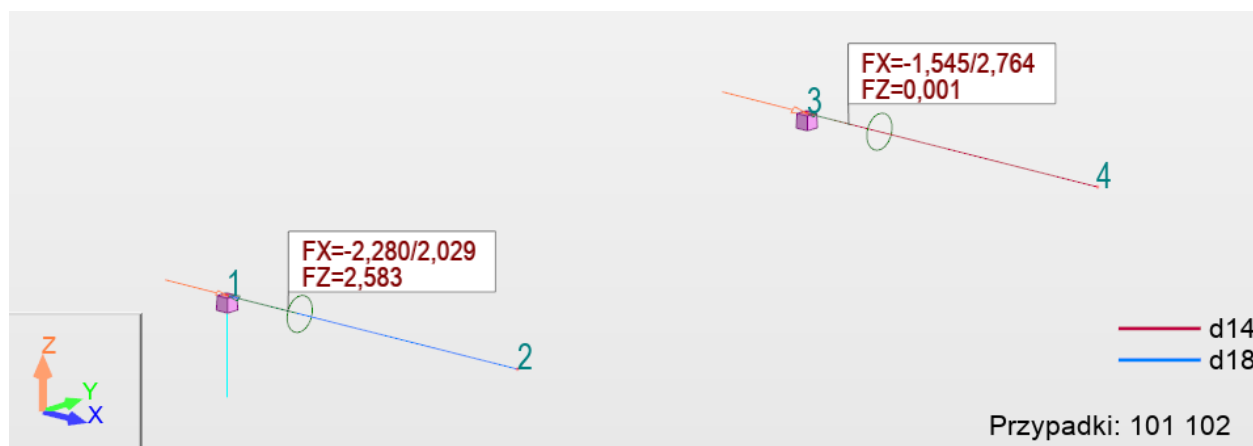 FX=-1,545/2,764
FZ=0,001
3
4
FX=-2,280/2,029
FZ=2,583
1
2
d14
d18
Z
Y
X
Przypadki: 101 102